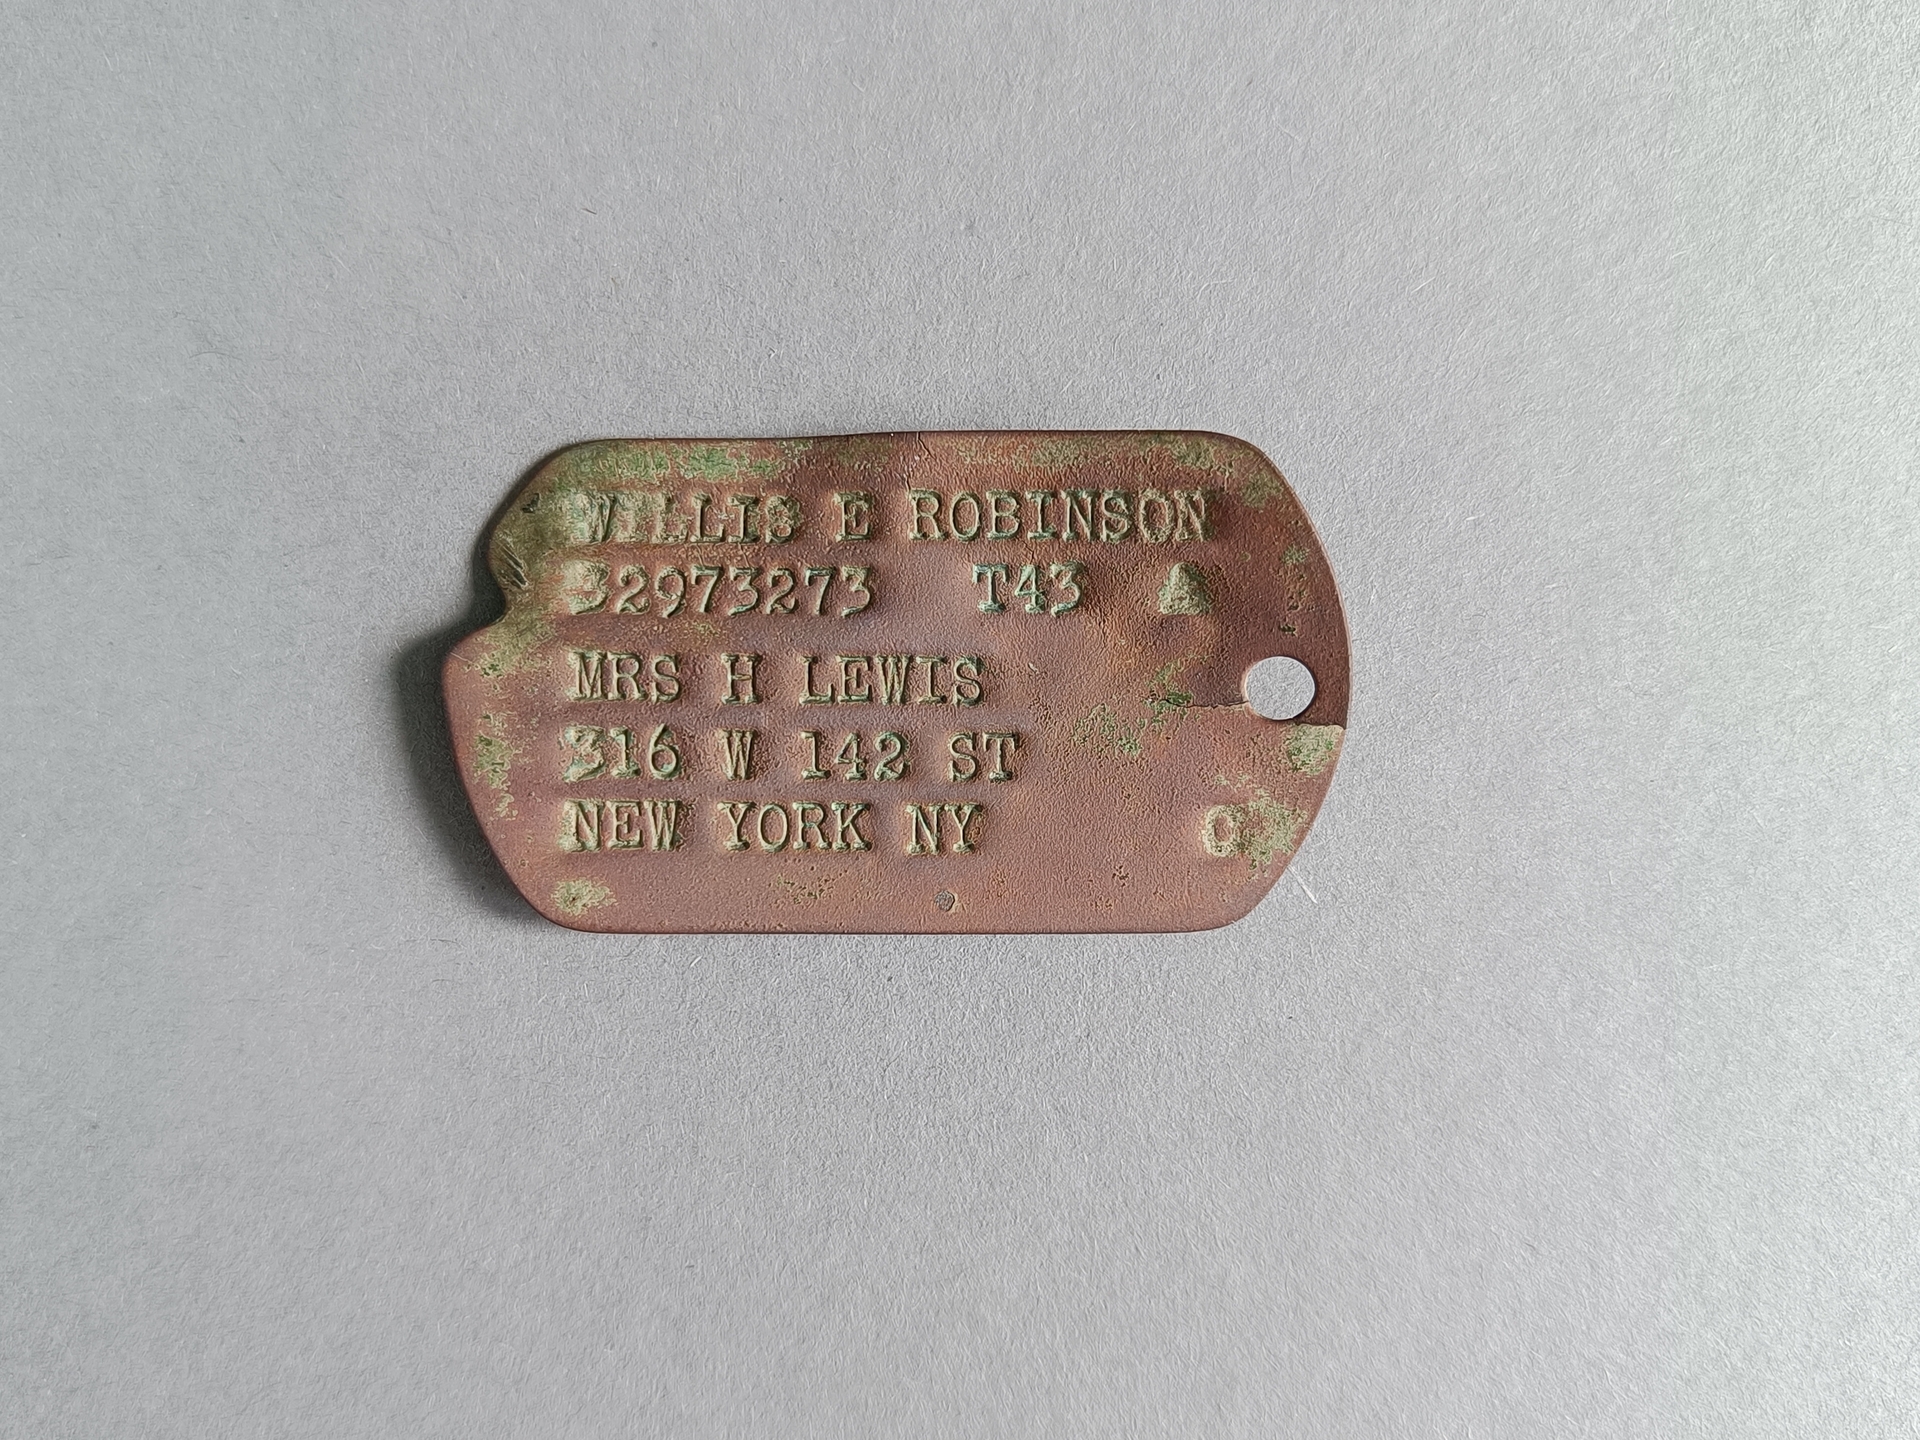 WILLIS E ROBINSON
32973273 T43 A
MRS H LEWIS
316 W 142 ST
NEW YORK NY C